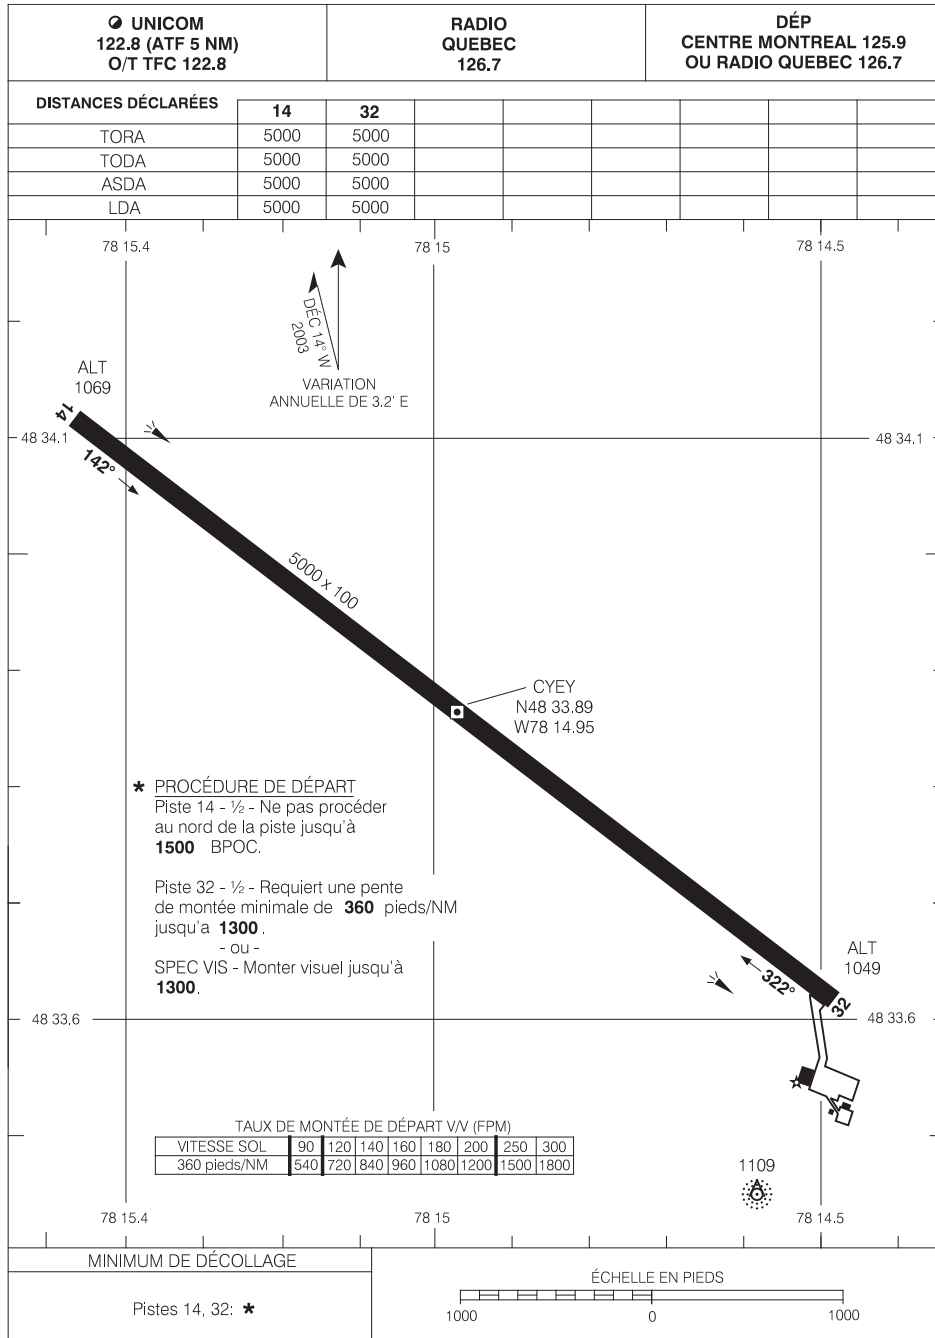 UNICOM
122.8 (ATF 5 NM)
O/T TFC 122.8
RADIO
QUEBEC
126.7
DÉP
CENTRE MONTREAL 125.9
OU RADIO QUEBEC 126.7
DISTANCES DÉCLARÉES 14 32
TORA 5000 5000
TODA 5000 5000
ASDA 5000 5000
LDA 5000 5000
78 15.4 78 15 78 14.5
DÉC 14° W
2003
VARIATION
ANNUELLE DE 3.2' E
ALT
1069
14
48 34.1 48 34.1
142°
5000 x 100
CYEY
N48 33.89
W78 14.95
* PROCÉDURE DE DÉPART
Piste 14 - ½ - Ne pas procéder
au nord de la piste jusqu'à
1500 BPOC.
Piste 32 - ½ - Requiert une pente
de montée minimale de 360 pieds/NM
jusqu'a 1300.
- ou -
SPEC VIS - Monter visuel jusqu'à
1300.
ALT
1049
322°
32
48 33.6 48 33.6
TAUX DE MONTÉE DE DÉPART V/V (FPM)
VITESSE SOL 90 120 140 160 180 200 250 300
360 pieds/NM 540 720 840 960 1080 1200 1500 1800
1109
78 15.4 78 15 78 14.5
MINIMUM DE DÉCOLLAGE
Pistes 14, 32: *
ÉCHELLE EN PIEDS
1000 0 1000